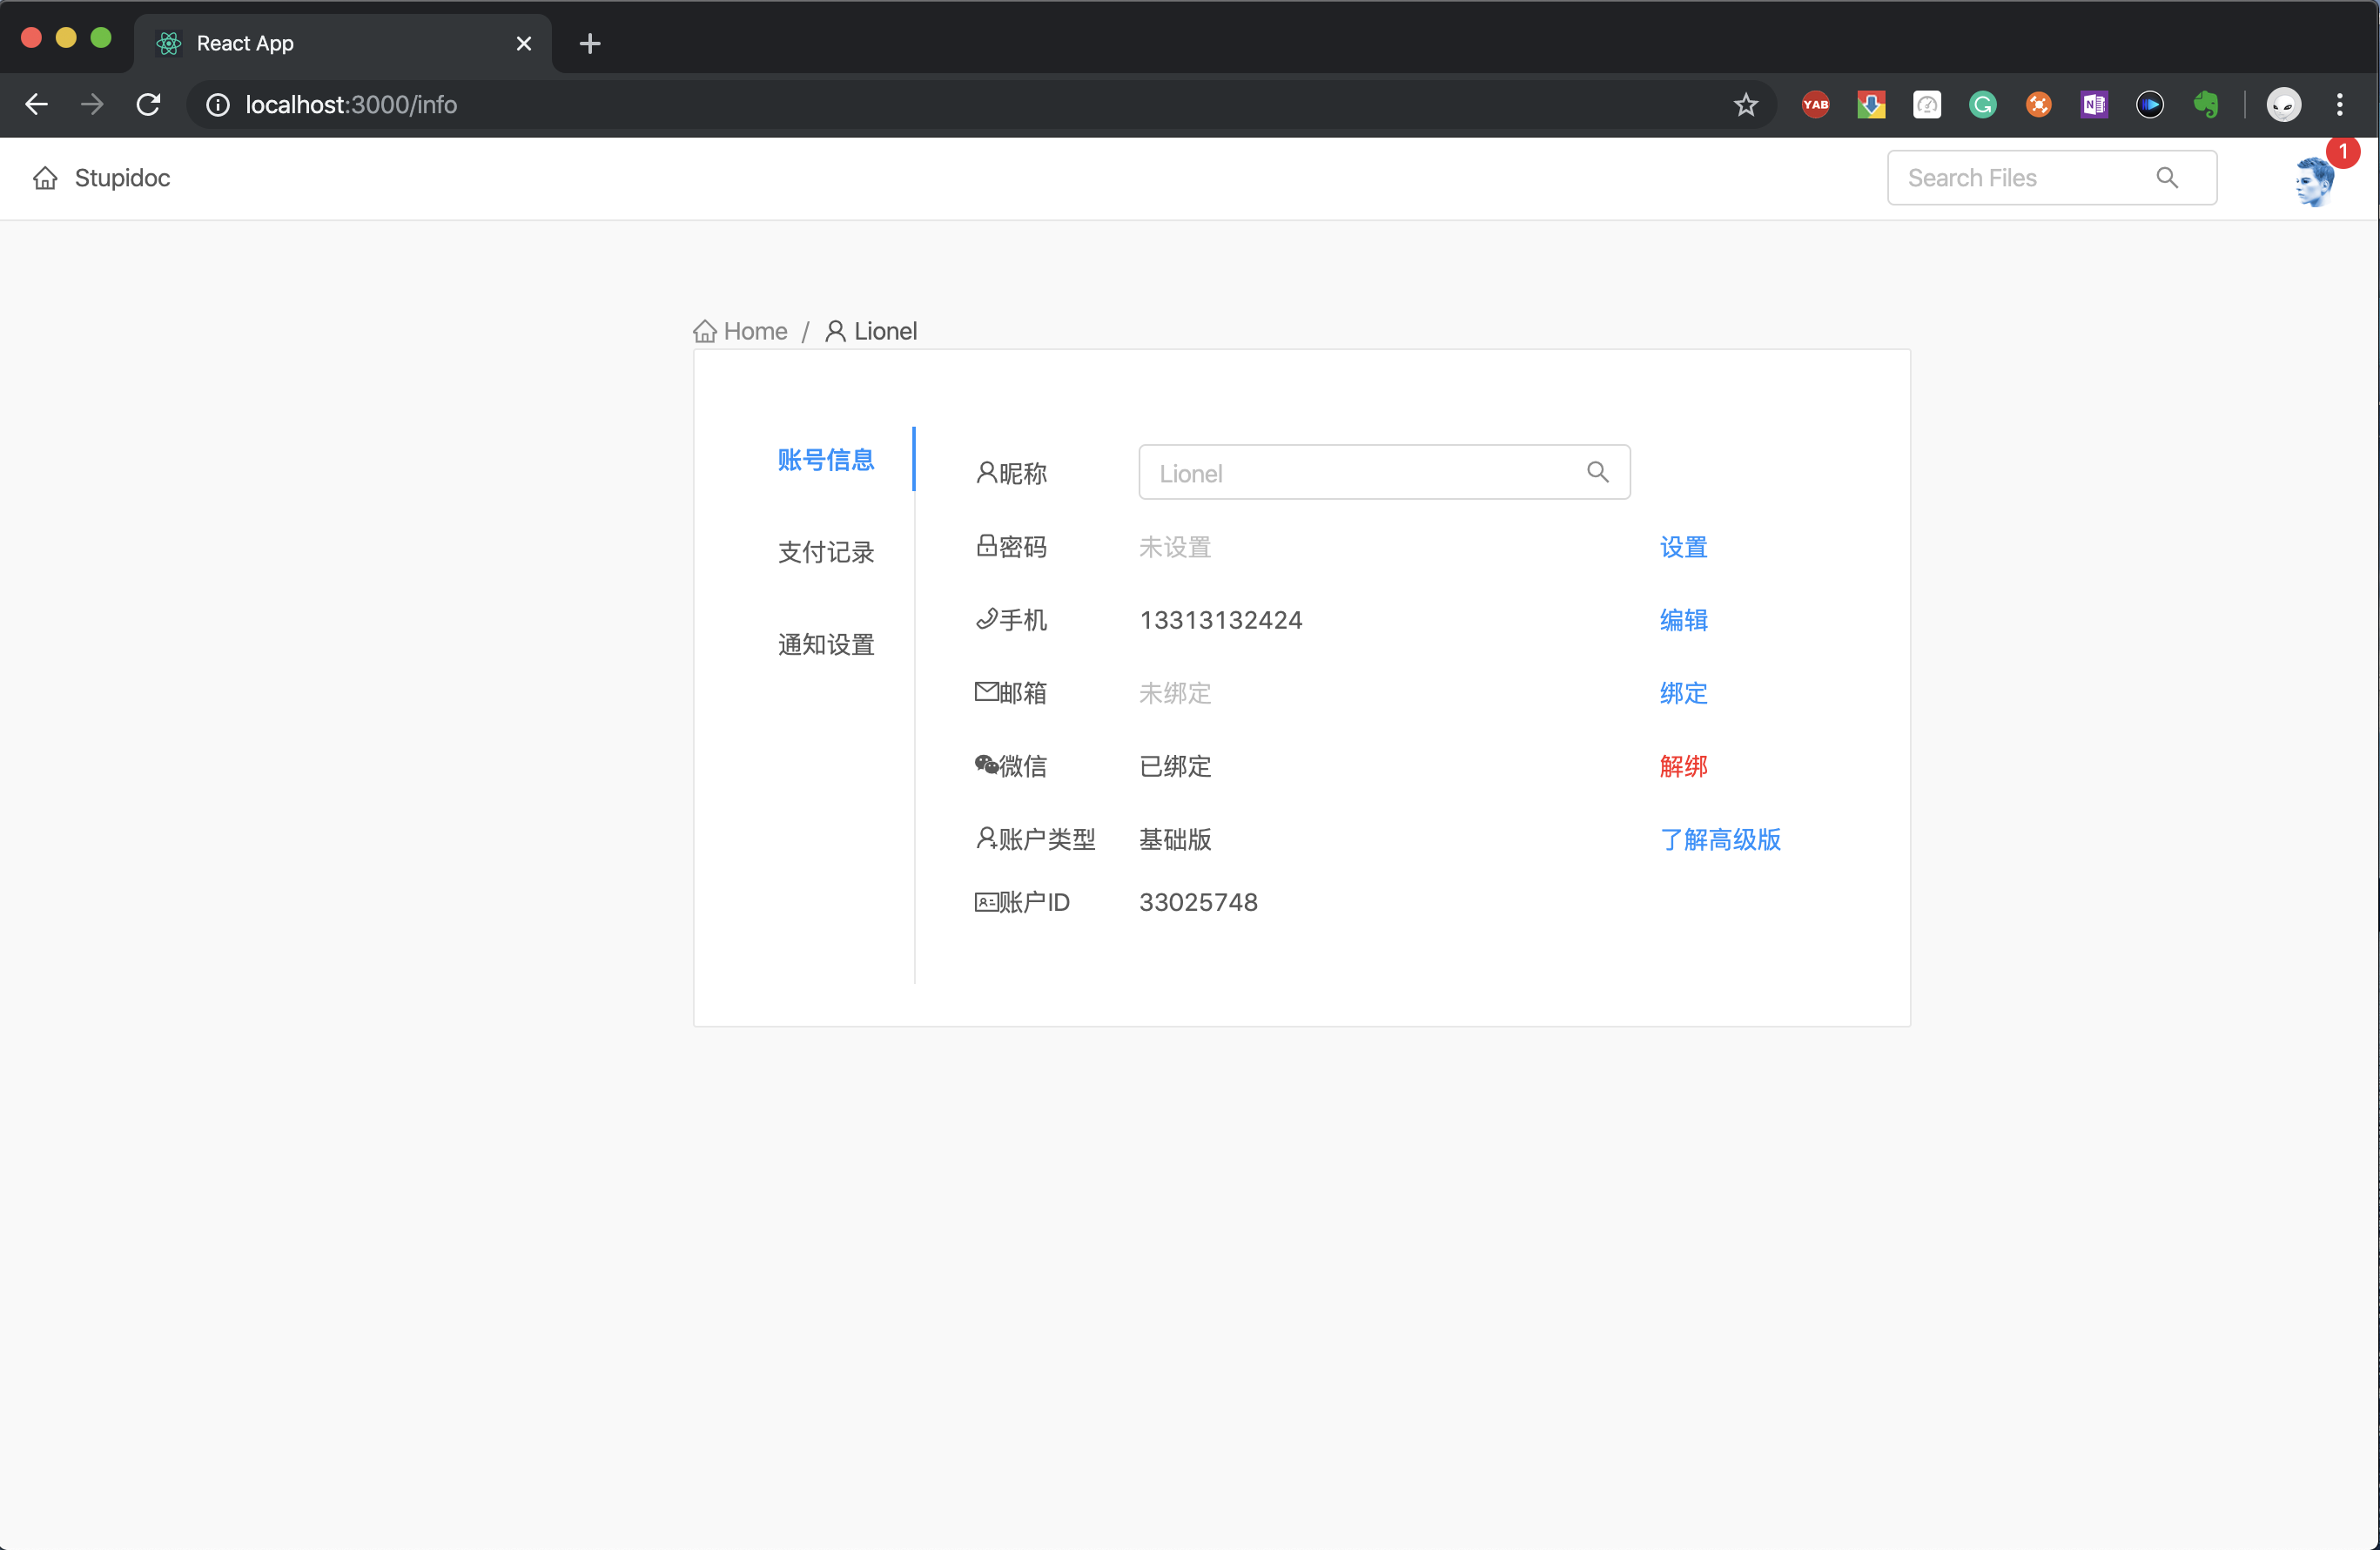 React App
localhost:3000/info
YAB
N
Stupidoc
Search Files
1
Home / Lionel
账号信息
支付记录
通知设置
昵称 Lionel
密码 未设置 设置
手机 13313132424 编辑
邮箱 未绑定 绑定
微信 已绑定 解绑
账户类型 基础版 了解高级版
账户ID 33025748